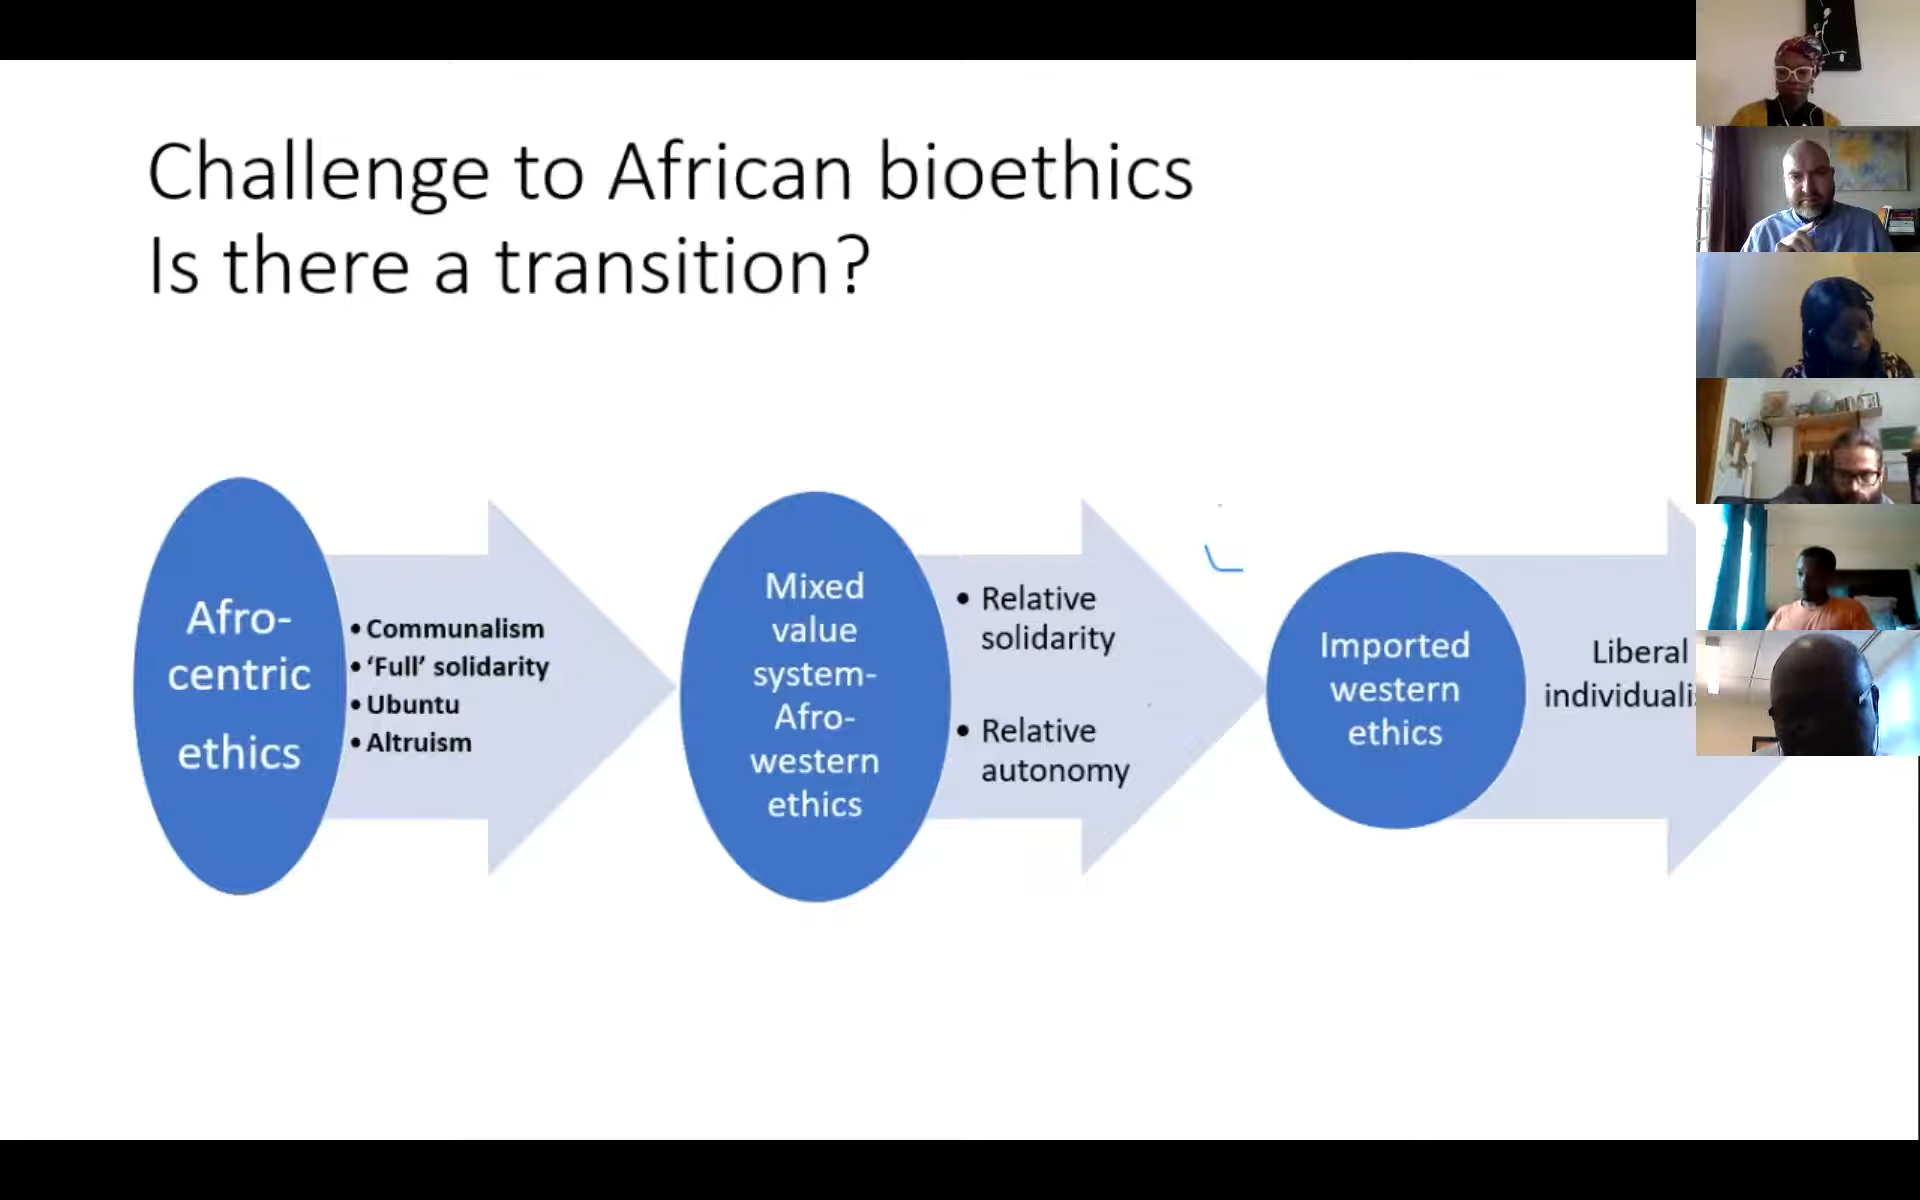 Challenge to African bioethics
Is there a transition?
Afro-
centric
ethics
• Communalism
• ‘Full’ solidarity
• Ubuntu
• Altruism
Mixed
value
system-
Afro-
western
ethics
• Relative
solidarity
• Relative
autonomy
Imported
western
ethics
Liberal